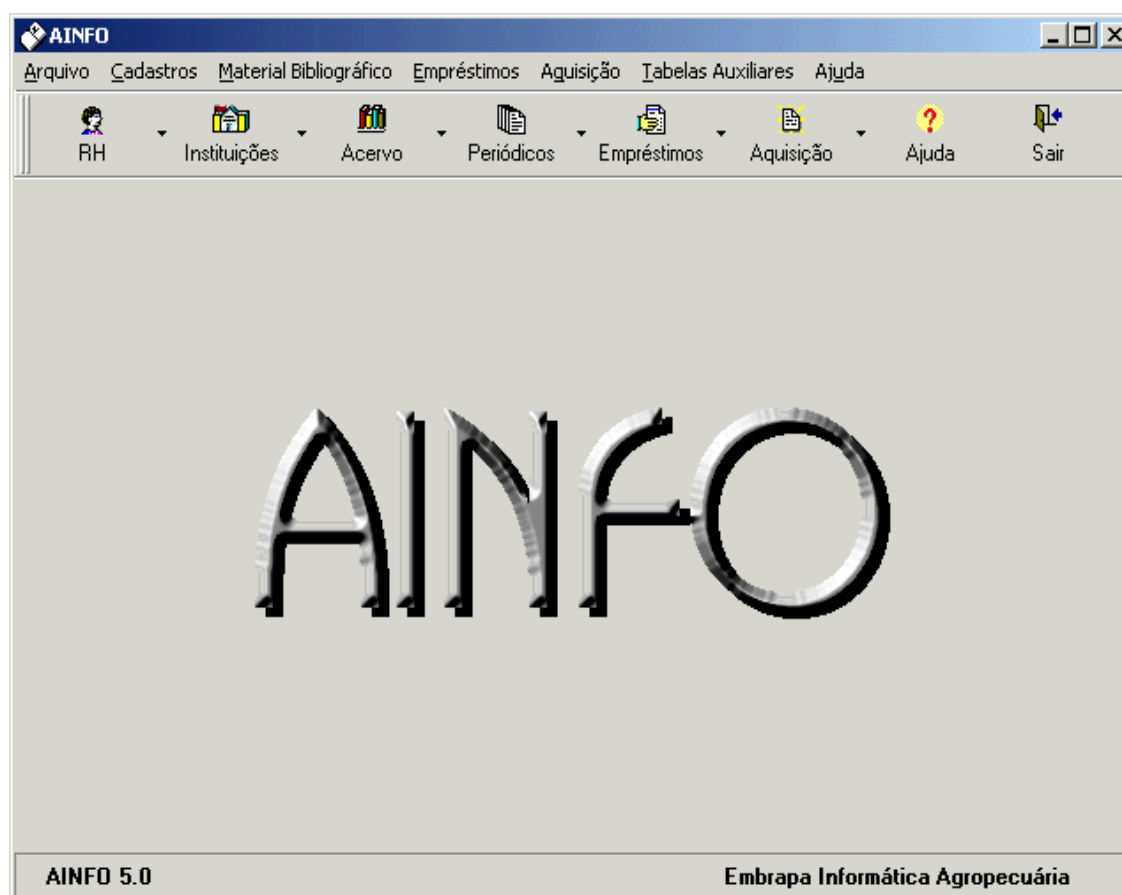 AINFO
Arquivo Cadastros Material Bibliográfico Empréstimos Aquisição Tabelas Auxiliares Ajuda
RH Instituições Acervo Periódicos Empréstimos Aquisição Ajuda Sair
AINFO
AINFO 5.0 Embrapa Informática Agropecuária